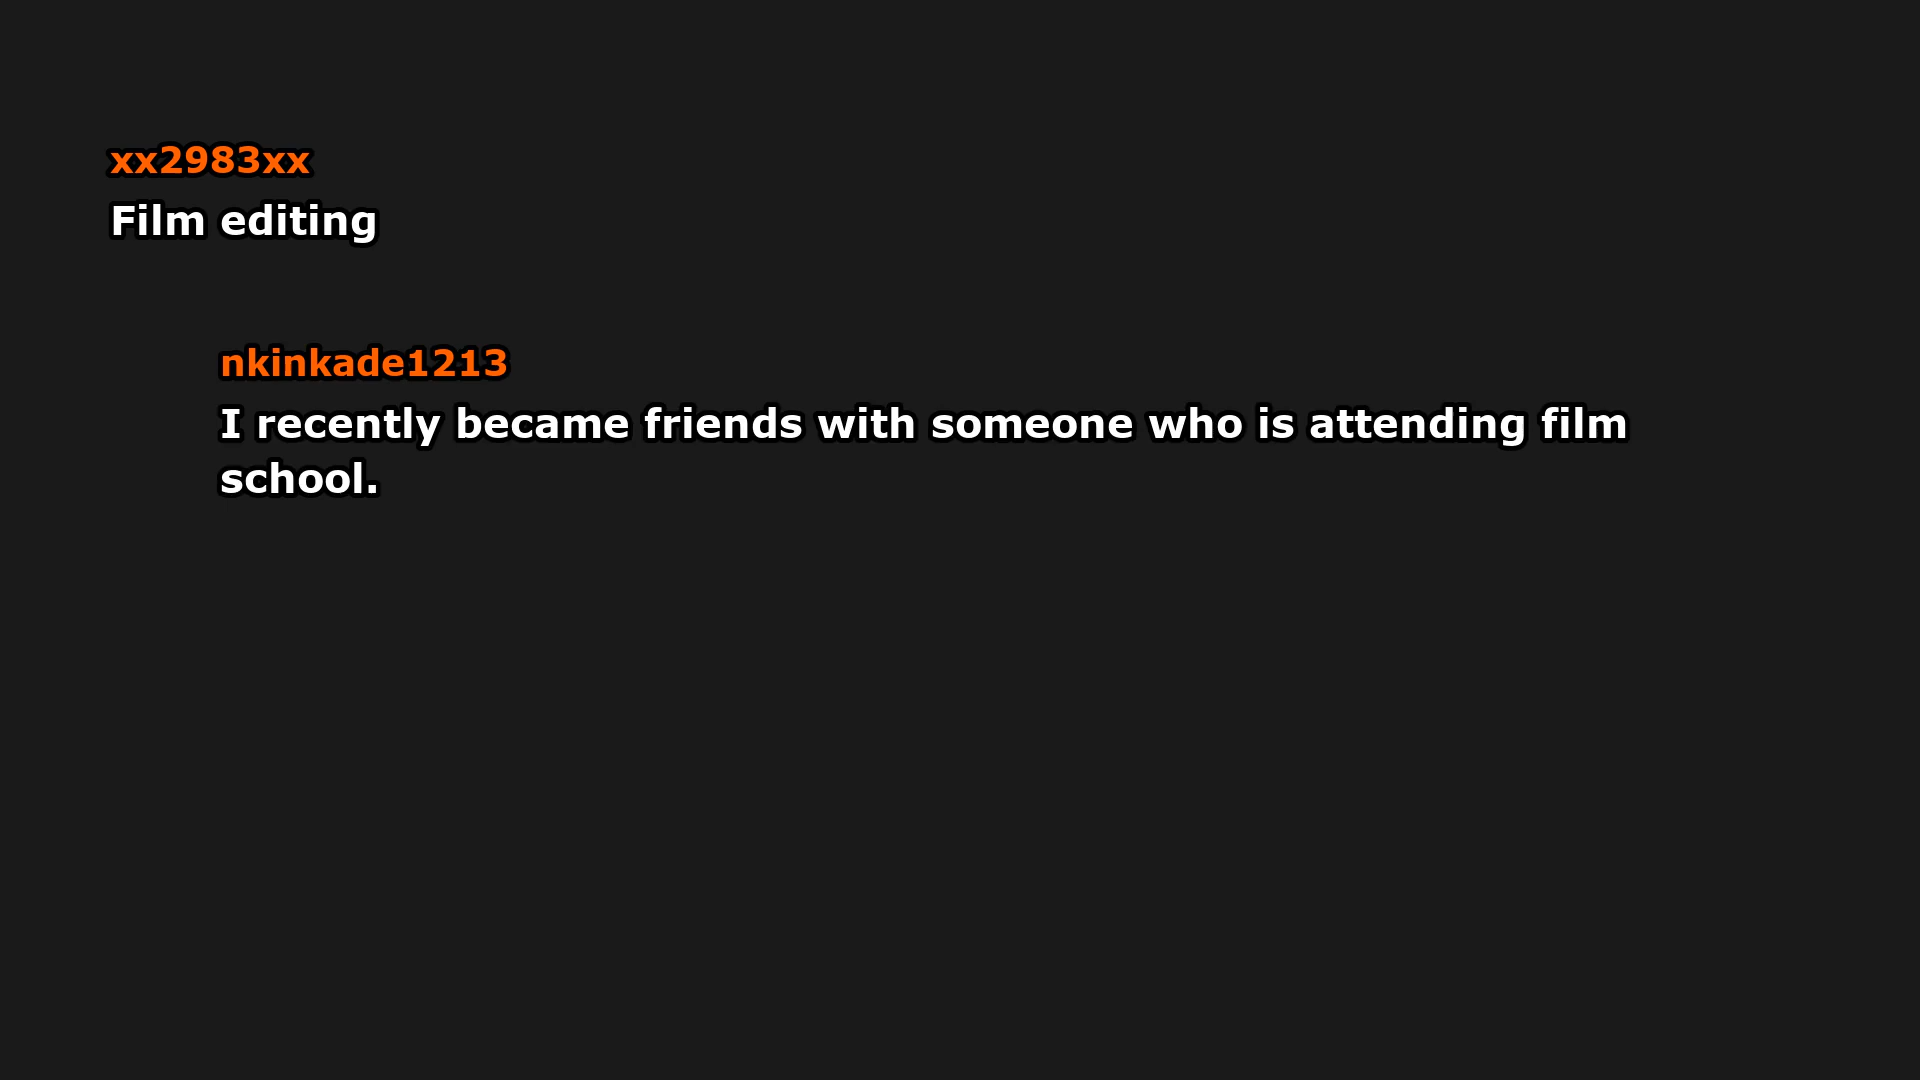 xx2983xx
Film editing
nkinkade1213
I recently became friends with someone who is attending film
school.